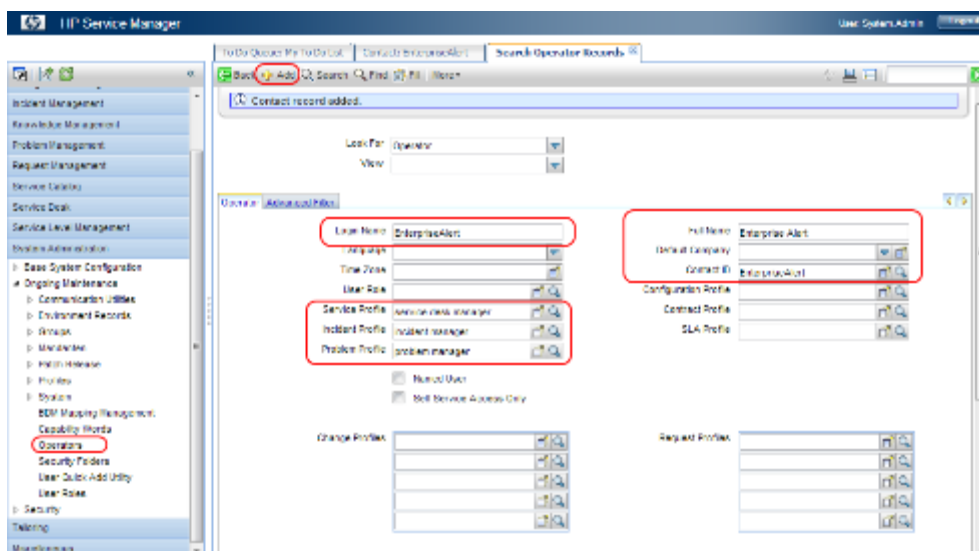 HP Service Manager
User: System.Admin
To Do Queue: My To Do List
Contact: EnterpriseAlert
Search Operator Records
Back
Add
Search
Find
Fill
More
Contact record added.
Incident Management
Knowledge Management
Problem Management
Request Management
Service Catalog
Service Desk
Service Level Management
System Administration
Base System Configuration
Ongoing Maintenance
Communication Utilities
Environment Records
Groups
Mandanten
Patch Release
Profiles
System
BDM Mapping Management
Capability Words
Operators
Security Folders
User Quick Add Utility
User Roles
Security
Tailoring
Miscellaneous
Look For
Operator
View
Operator
Advanced Filter
Login Name
EnterpriseAlert
Language
Time Zone
User Role
Service Profile
service desk manager
Incident Profile
incident manager
Problem Profile
problem manager
Full Name
Enterprise Alert
Default Company
Contact ID
EnterpriseAlert
Configuration Profile
Contract Profile
SLA Profile
Named User
Self Service Access Only
Change Profiles
Request Profiles